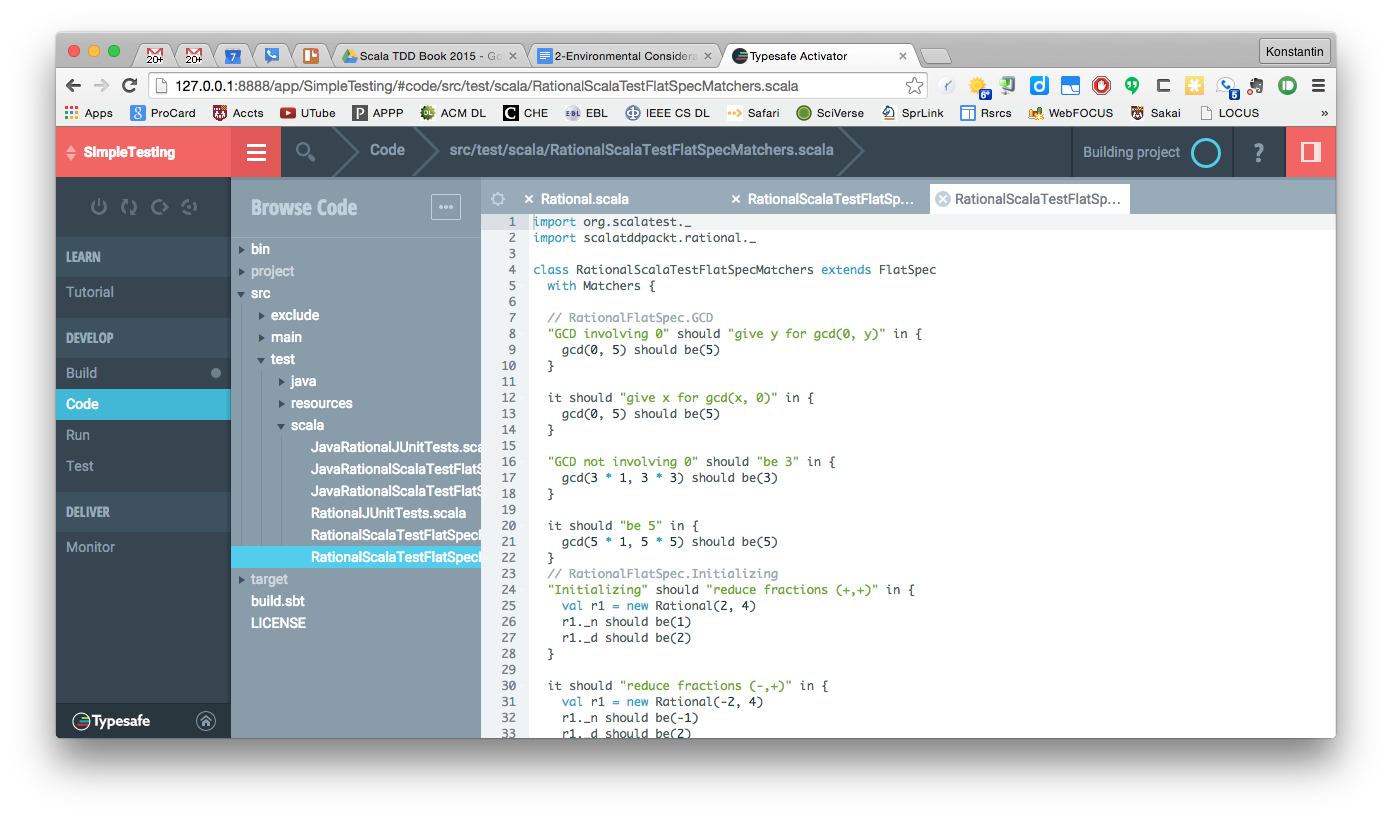 20+
20+
7
Scala TDD Book 2015 - Go
2-Environmental Considera
Typesafe Activator
Konstantin
127.0.0.1:8888/app/SimpleTesting/#code/src/test/scala/RationalScalaTestFlatSpecMatchers.scala
6*
5
Apps
ProCard
Accts
UTube
APPP
ACM DL
CHE
EBL
IEEE CS DL
Safari
SciVerse
SprLink
Rsrcs
WebFOCUS
Sakai
LOCUS
»
SImpleTesting
Code
src/test/scala/RationalScalaTestFlatSpecMatchers.scala
Building project
?
LEARN
Tutorial
DEVELOP
Build
Code
Run
Test
DELIVER
Monitor
Typesafe
Browse Code
...
bin
project
src
exclude
main
test
java
resources
scala
JavaRationalJUnitTests.sca
JavaRationalScalaTestFlatS
JavaRationalScalaTestFlatS
RationalJUnitTests.scala
RationalScalaTestFlatSpecI
RationalScalaTestFlatSpecI
target
build.sbt
LICENSE
Rational.scala
RationalScalaTestFlatSp...
RationalScalaTestFlatSp...
1 import org.scalatest._
2 import scalatddpackt.rational._
3
4 class RationalScalaTestFlatSpecMatchers extends FlatSpec
5 with Matchers {
6
7 // RationalFlatSpec.GCD
8 "GCD involving 0" should "give y for gcd(0, y)" in {
9 gcd(0, 5) should be(5)
10 }
11
12 it should "give x for gcd(x, 0)" in {
13 gcd(0, 5) should be(5)
14 }
15
16 "GCD not involving 0" should "be 3" in {
17 gcd(3 * 1, 3 * 3) should be(3)
18 }
19
20 it should "be 5" in {
21 gcd(5 * 1, 5 * 5) should be(5)
22 }
23 // RationalFlatSpec.Initializing
24 "Initializing" should "reduce fractions (+,+)" in {
25 val r1 = new Rational(2, 4)
26 r1._n should be(1)
27 r1._d should be(2)
28 }
29
30 it should "reduce fractions (-,+)" in {
31 val r1 = new Rational(-2, 4)
32 r1._n should be(-1)
33 r1._d should be(2)